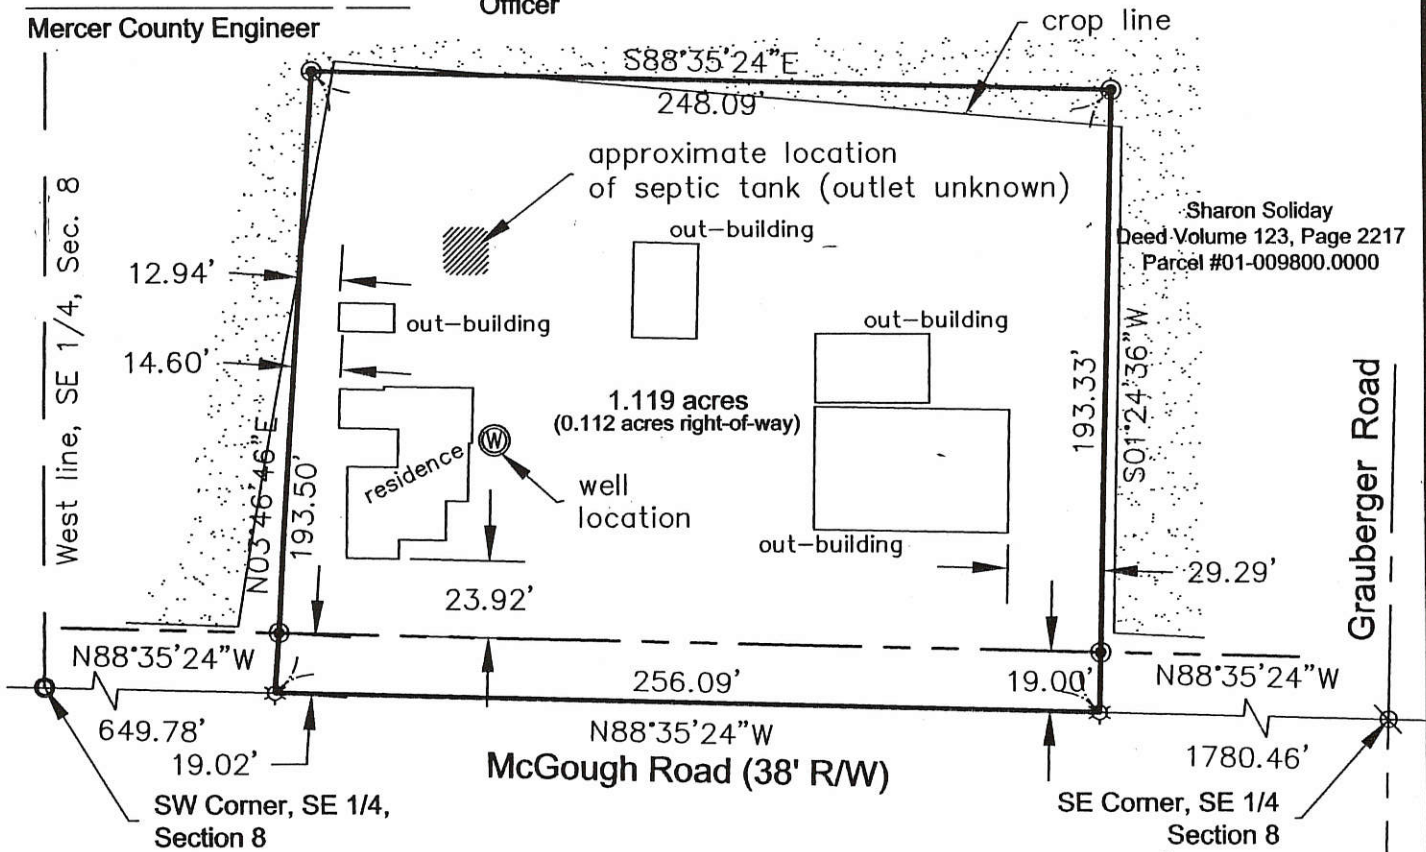 Officer
Mercer County Engineer
crop line
S88°35'24"E
248.09'
approximate location
of septic tank (outlet unknown)
Sharon Soliday
Deed Volume 123, Page 2217
Parcel #01-009800.0000
out-building
12.94'
out-building
out-building
14.60'
West line, SE 1/4, Sec. 8
1.119 acres
(0.112 acres right-of-way)
193.33'
S01°24'36"W
Grauberger Road
N03°46'46"E
193.50'
residence
W
well
location
out-building
23.92'
29.29'
N88°35'24"W
256.09'
19.00'
N88°35'24"W
649.78'
N88°35'24"W
1780.46'
19.02'
McGough Road (38' R/W)
SW Corner, SE 1/4,
Section 8
SE Corner, SE 1/4
Section 8